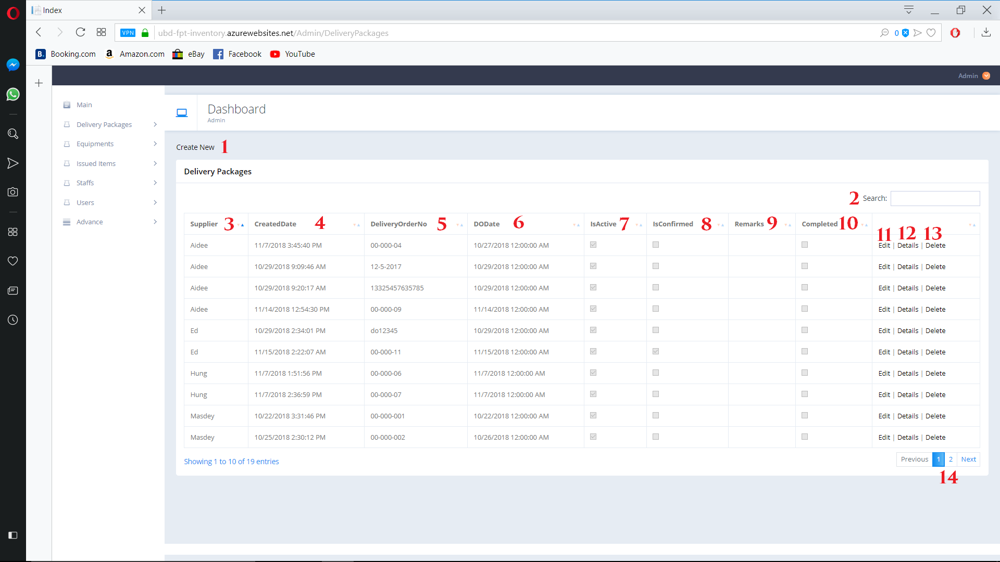 Index
VPN ubd-fpt-inventory.azurewebsites.net/Admin/DeliveryPackages 0
B. Booking.com a Amazon.com eBay Facebook YouTube
Admin
Main
Delivery Packages
Equipments
Issued Items
Staffs
Users
Advance
Dashboard
Admin
Create New 1
Delivery Packages
2 Search:
Supplier 3 CreatedDate 4 DeliveryOrderNo 5 DODate 6 IsActive 7 IsConfirmed 8 Remarks 9 Completed 10
11 12 13
Aidee 11/7/2018 3:45:40 PM 00-000-04 10/27/2018 12:00:00 AM Edit | Details | Delete
Aidee 10/29/2018 9:09:46 AM 12-5-2017 10/29/2018 12:00:00 AM Edit | Details | Delete
Aidee 10/29/2018 9:20:17 AM 13325457635785 10/29/2018 12:00:00 AM Edit | Details | Delete
Aidee 11/14/2018 12:54:30 PM 00-000-09 11/14/2018 12:00:00 AM Edit | Details | Delete
Ed 10/29/2018 2:34:01 PM do12345 10/29/2018 12:00:00 AM Edit | Details | Delete
Ed 11/15/2018 2:22:07 AM 00-000-11 11/15/2018 12:00:00 AM Edit | Details | Delete
Hung 11/7/2018 1:51:56 PM 00-000-06 11/7/2018 12:00:00 AM Edit | Details | Delete
Hung 11/7/2018 2:36:59 PM 00-000-07 11/7/2018 12:00:00 AM Edit | Details | Delete
Masdey 10/22/2018 3:31:46 PM 00-000-001 10/22/2018 12:00:00 AM Edit | Details | Delete
Masdey 10/25/2018 2:30:12 PM 00-000-002 10/26/2018 12:00:00 AM Edit | Details | Delete
Showing 1 to 10 of 19 entries Previous 1 2 Next
14